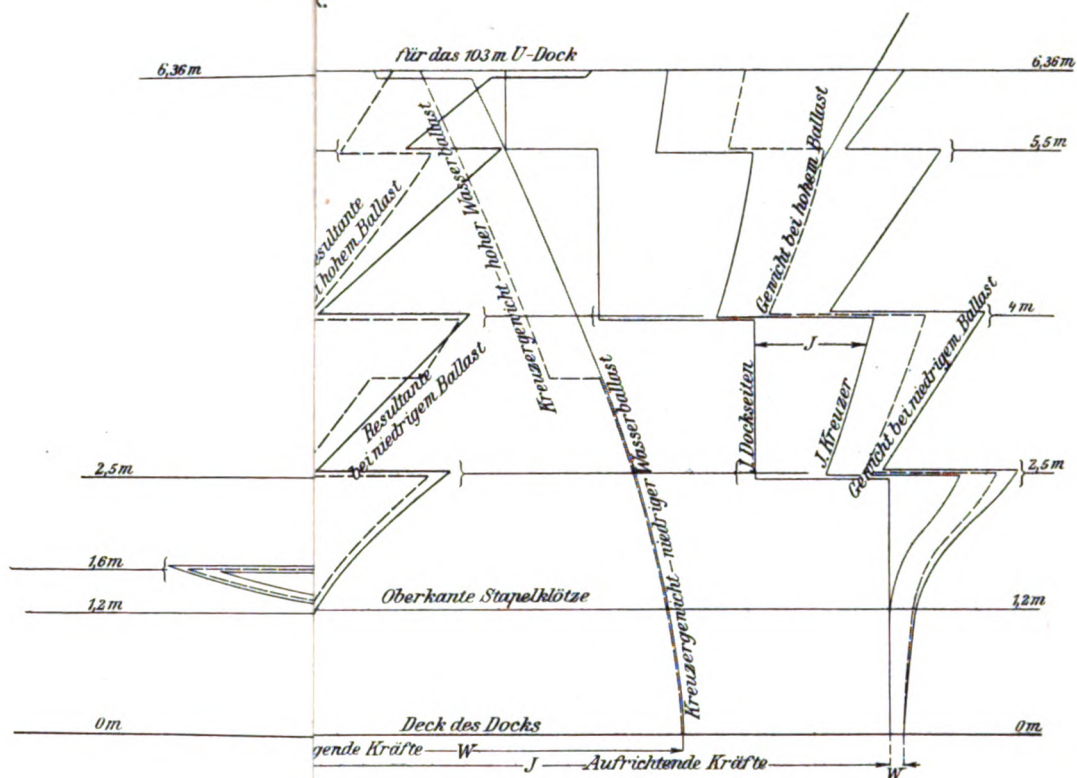 für das 103 m U-Dock
6,36 m
6,36 m
5,5 m
Gewicht bei hohem Ballast
Kreuzergewicht - hoher Wasserballast
esultante
ei hohem Ballast
4 m
J
Resultante
bei niedrigem Ballast
Kreuzergewicht - niedriger Wasserballast
J. Dockseiten
J. Kreuzer
Gewicht bei niedrigem Ballast
2,5 m
2,5 m
1,6 m
1,2 m
Oberkante Stapelklötze
1,2 m
0 m
Deck des Docks
0 m
gende Kräfte W
J Aufrichtende Kräfte
W